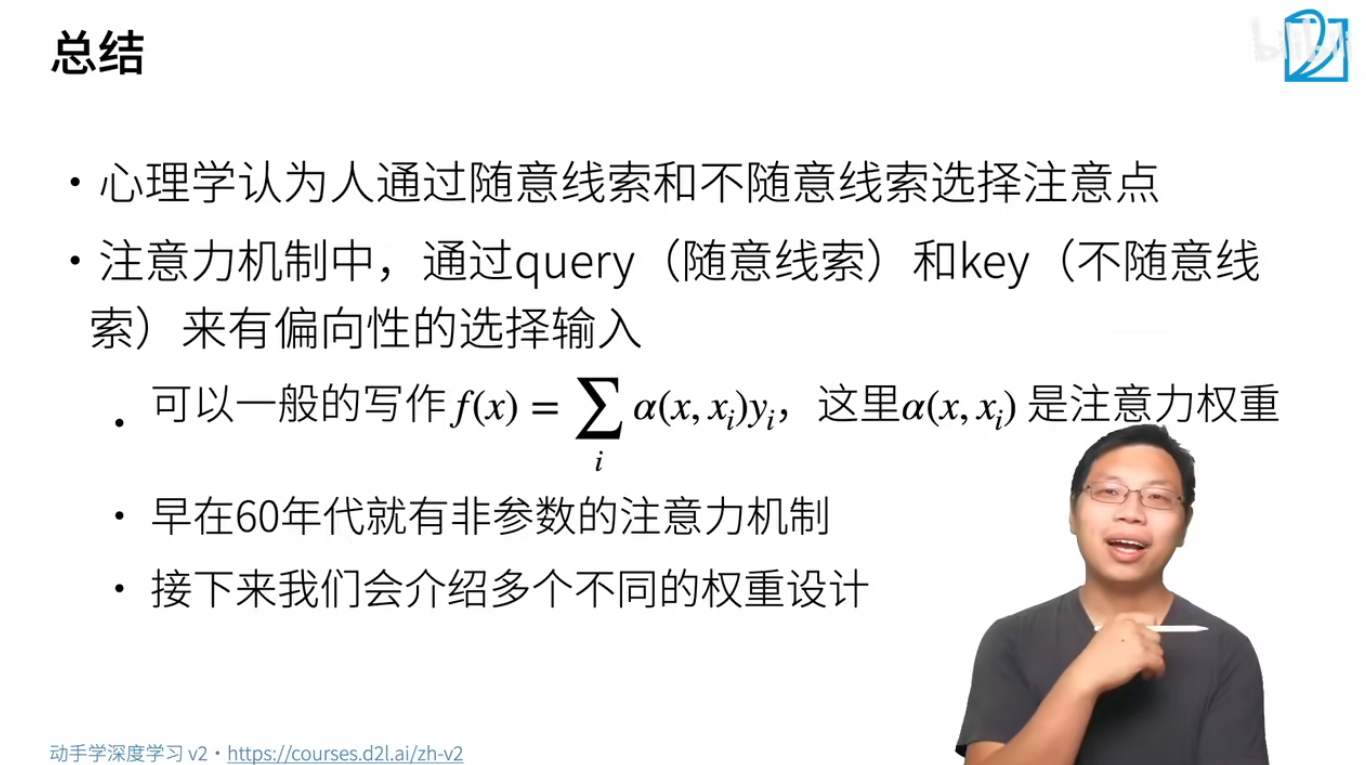 总结
• 心理学认为人通过随意线索和不随意线索选择注意点
• 注意力机制中，通过query（随意线索）和key（不随意线
索）来有偏向性的选择输入
• 可以一般的写作 f(x) = ∑_i α(x, x_i)y_i，这里α(x, x_i) 是注意力权重
• 早在60年代就有非参数的注意力机制
• 接下来我们会介绍多个不同的权重设计
动手学深度学习 v2 • https://courses.d2l.ai/zh-v2